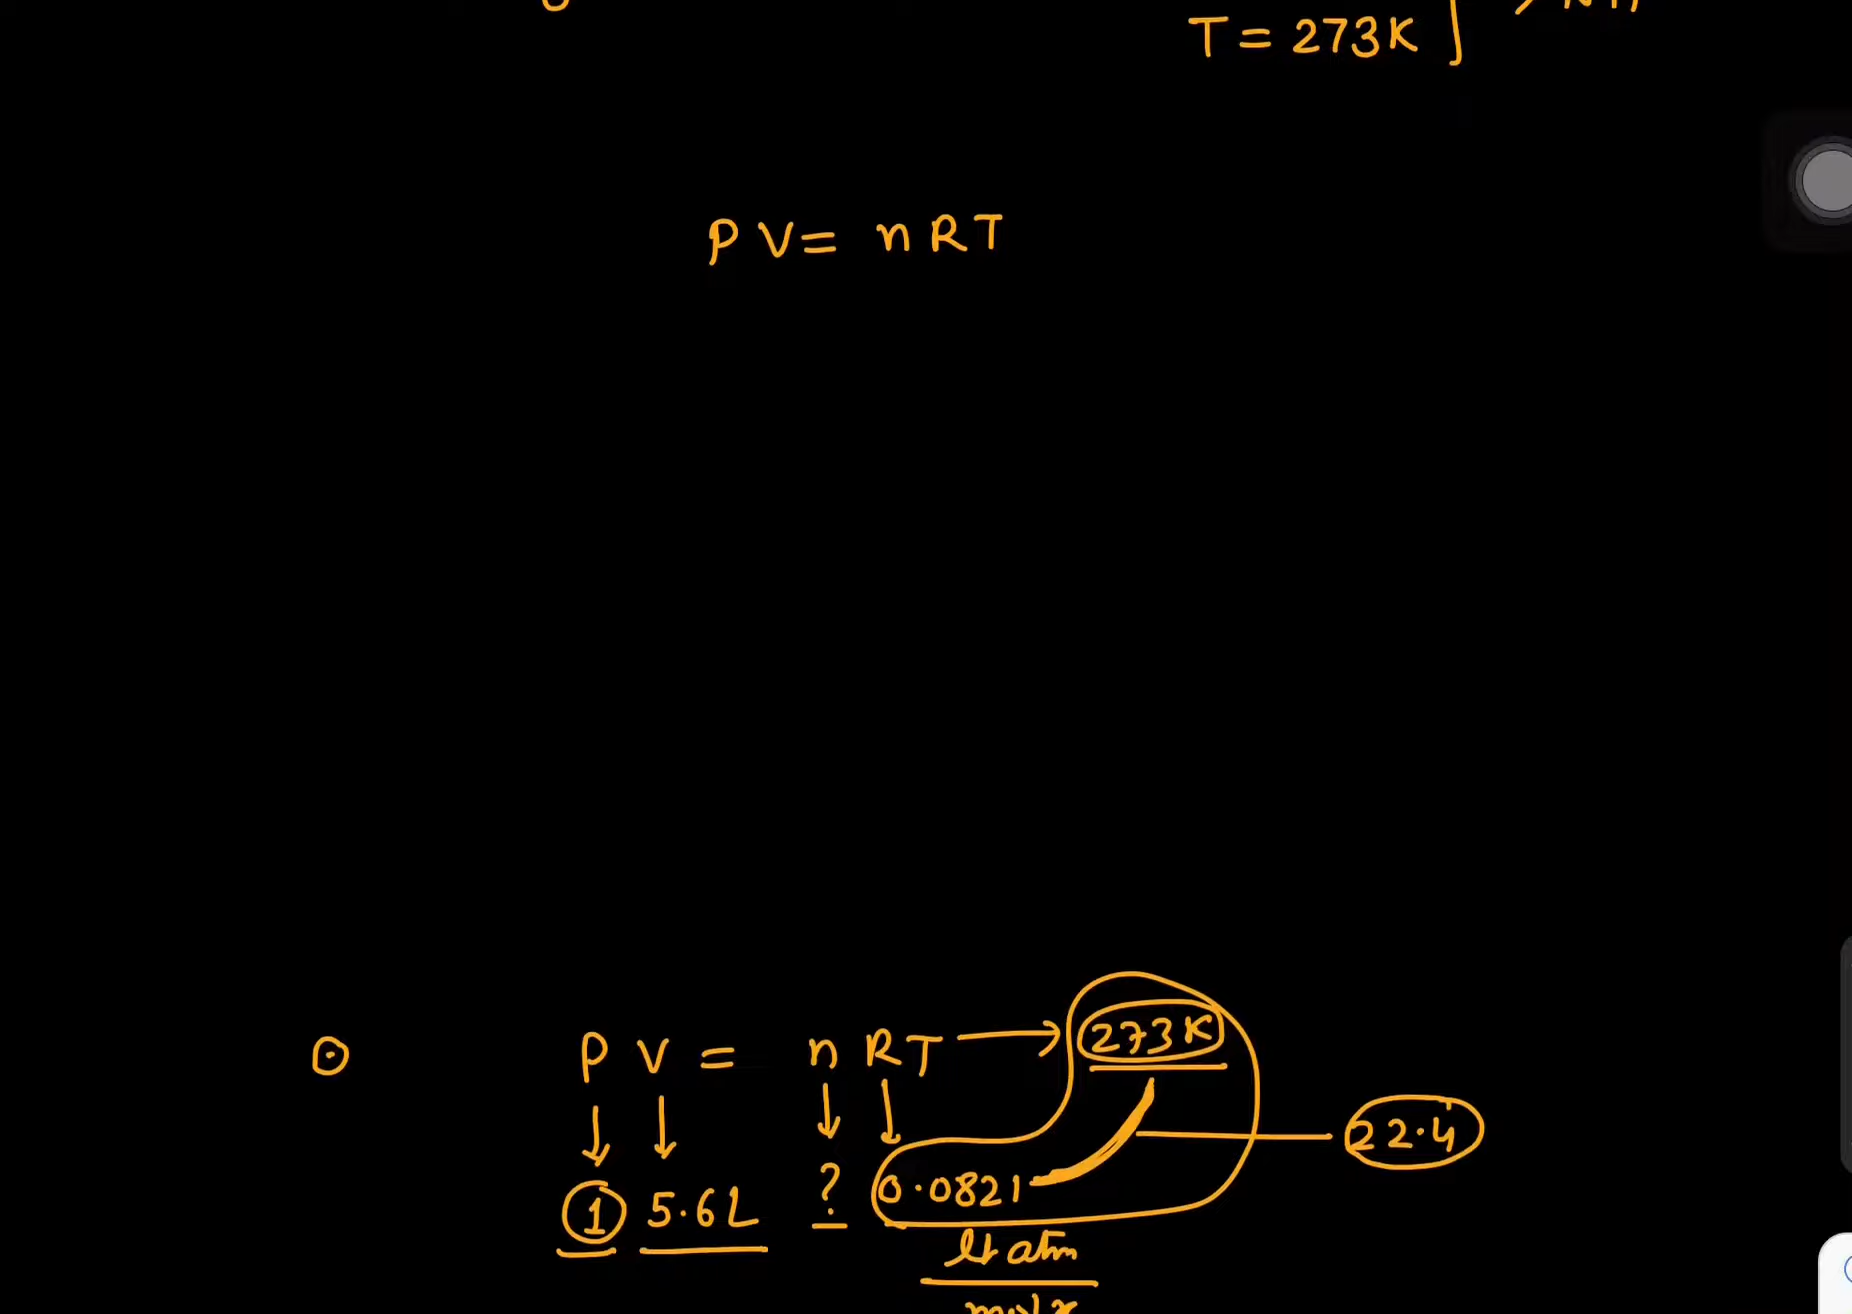 T = 273K
PV = nRT
PV = nRT → 273K
22.4
1 5.6L ? 0.0821
lt atm